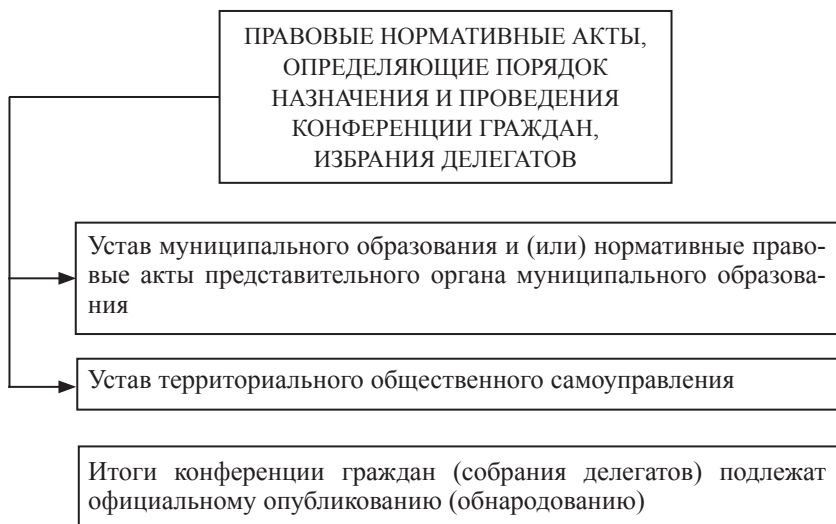 ПРАВОВЫЕ НОРМАТИВНЫЕ АКТЫ,
ОПРЕДЕЛЯЮЩИЕ ПОРЯДОК
НАЗНАЧЕНИЯ И ПРОВЕДЕНИЯ
КОНФЕРЕНЦИИ ГРАЖДАН,
ИЗБРАНИЯ ДЕЛЕГАТОВ
Устав муниципального образования и (или) нормативные право-
вые акты представительного органа муниципального образова-
ния
Устав территориального общественного самоуправления
Итоги конференции граждан (собрания делегатов) подлежат
официальному опубликованию (обнародованию)